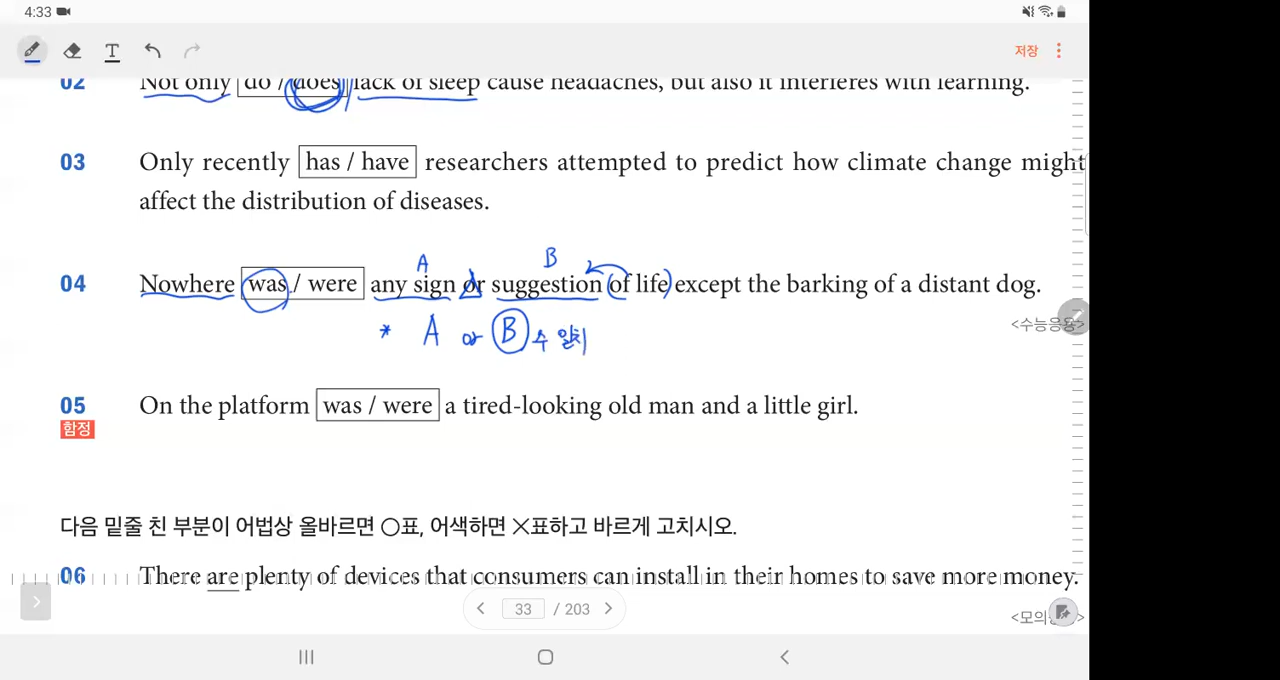 4:33
저장
02 Not only do / does lack of sleep cause headaches, but also it interferes with learning.
03 Only recently has / have researchers attempted to predict how climate change might
affect the distribution of diseases.
A B
04 Nowhere was / were any sign or suggestion of life except the barking of a distant dog.
<수능응용>
* A or B 수 일치
05 On the platform was / were a tired-looking old man and a little girl.
함정
다음 밑줄 친 부분이 어법상 올바르면 ○표, 어색하면 ×표하고 바르게 고치시오.
06 There are plenty of devices that consumers can install in their homes to save more money.
33 / 203